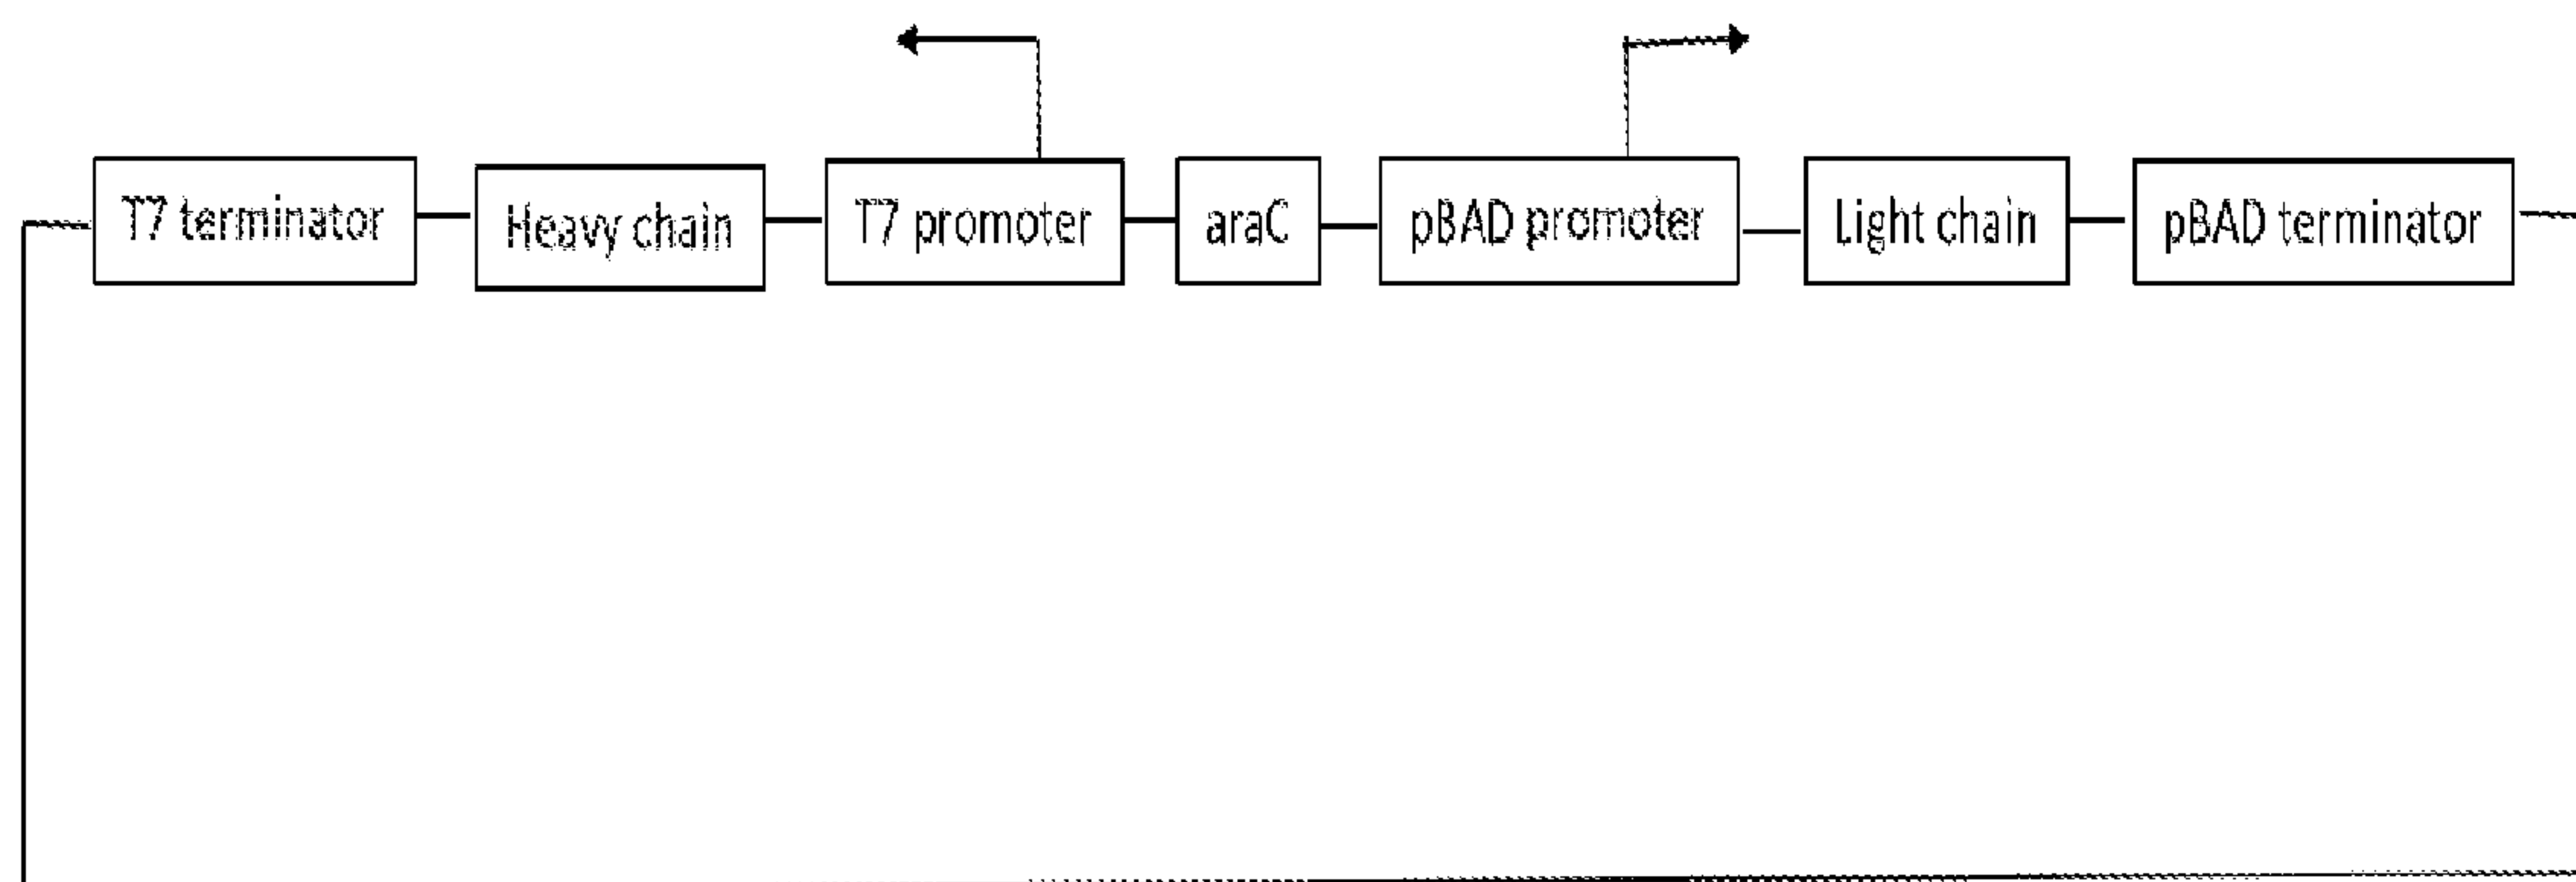 T7 terminator
Heavy chain
T7 promoter
araC
pBAD promoter
Light chain
pBAD terminator